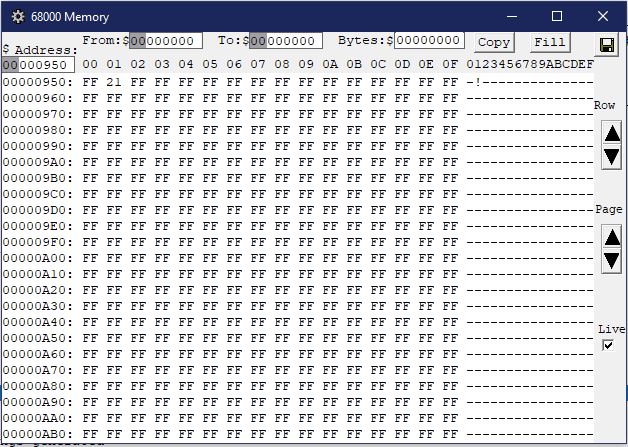 68000 Memory
From:$00000000 To:$00000000 Bytes:$00000000 Copy Fill
$ Address:
00000950 00 01 02 03 04 05 06 07 08 09 0A 0B 0C 0D 0E 0F 0123456789ABCDEF
00000950: FF 21 FF FF FF FF FF FF FF FF FF FF FF FF FF FF -!--------------
00000960: FF FF FF FF FF FF FF FF FF FF FF FF FF FF FF FF ----------------
00000970: FF FF FF FF FF FF FF FF FF FF FF FF FF FF FF FF ----------------
00000980: FF FF FF FF FF FF FF FF FF FF FF FF FF FF FF FF ----------------
00000990: FF FF FF FF FF FF FF FF FF FF FF FF FF FF FF FF ----------------
000009A0: FF FF FF FF FF FF FF FF FF FF FF FF FF FF FF FF ----------------
000009B0: FF FF FF FF FF FF FF FF FF FF FF FF FF FF FF FF ----------------
000009C0: FF FF FF FF FF FF FF FF FF FF FF FF FF FF FF FF ----------------
000009D0: FF FF FF FF FF FF FF FF FF FF FF FF FF FF FF FF ----------------
000009E0: FF FF FF FF FF FF FF FF FF FF FF FF FF FF FF FF ----------------
000009F0: FF FF FF FF FF FF FF FF FF FF FF FF FF FF FF FF ----------------
00000A00: FF FF FF FF FF FF FF FF FF FF FF FF FF FF FF FF ----------------
00000A10: FF FF FF FF FF FF FF FF FF FF FF FF FF FF FF FF ----------------
00000A20: FF FF FF FF FF FF FF FF FF FF FF FF FF FF FF FF ----------------
00000A30: FF FF FF FF FF FF FF FF FF FF FF FF FF FF FF FF ----------------
00000A40: FF FF FF FF FF FF FF FF FF FF FF FF FF FF FF FF ----------------
00000A50: FF FF FF FF FF FF FF FF FF FF FF FF FF FF FF FF ----------------
00000A60: FF FF FF FF FF FF FF FF FF FF FF FF FF FF FF FF ----------------
00000A70: FF FF FF FF FF FF FF FF FF FF FF FF FF FF FF FF ----------------
00000A80: FF FF FF FF FF FF FF FF FF FF FF FF FF FF FF FF ----------------
00000A90: FF FF FF FF FF FF FF FF FF FF FF FF FF FF FF FF ----------------
00000AA0: FF FF FF FF FF FF FF FF FF FF FF FF FF FF FF FF ----------------
00000AB0: FF FF FF FF FF FF FF FF FF FF FF FF FF FF FF FF ----------------
Row
Page
Live